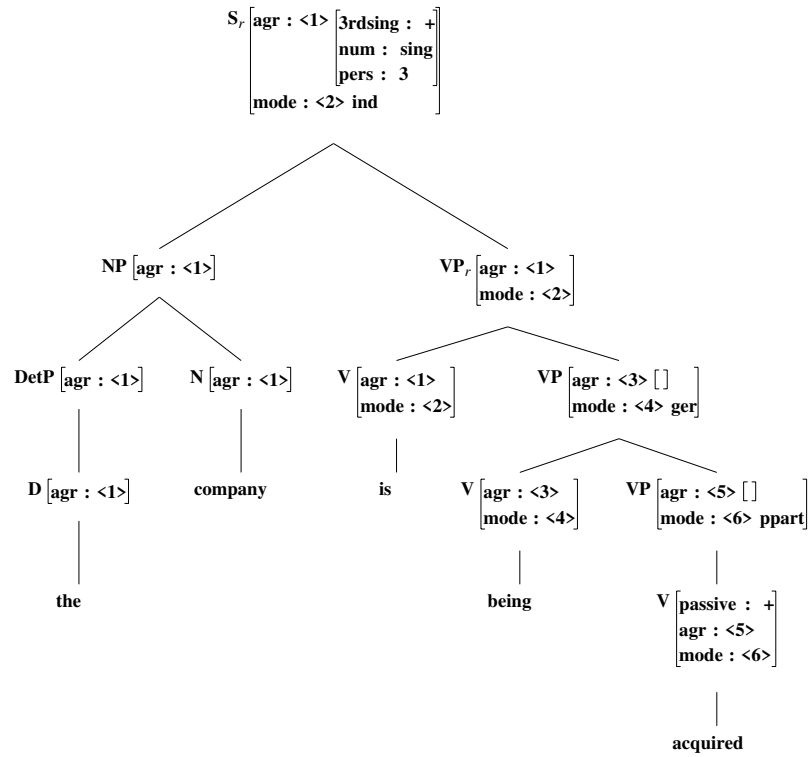 Sr [agr : <1> [3rdsing : +
num : sing
pers : 3]
mode : <2> ind]
NP [agr : <1>] VPr [agr : <1>
mode : <2>]
DetP [agr : <1>] N [agr : <1>] V [agr : <1> VP [agr : <3> [ ]
mode : <2>] mode : <4> ger]
D [agr : <1>] company is V [agr : <3> VP [agr : <5> [ ]
mode : <4>] mode : <6> ppart]
the being V [passive : +
agr : <5>
mode : <6>]
acquired